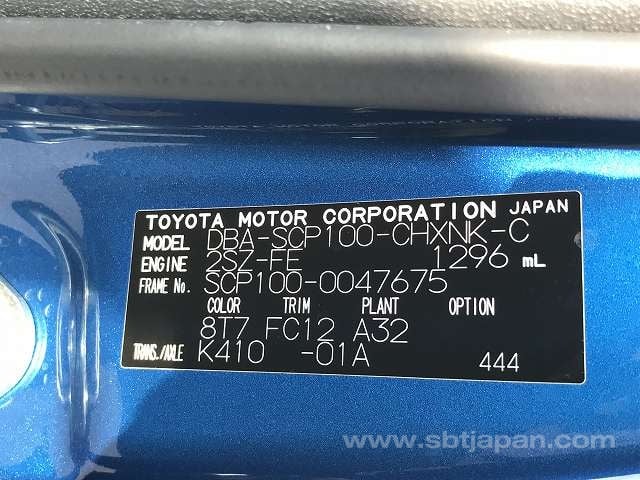 TOYOTA MOTOR CORPORATION JAPAN
MODEL DBA-SCP100-CHXNK-C
ENGINE 2SZ-FE 1296 mL
FRAME No. SCP100-0047675
COLOR TRIM PLANT OPTION
8T7 FC12 A32
TRANS./AXLE K410 -01A 444
www.sbtjapan.com